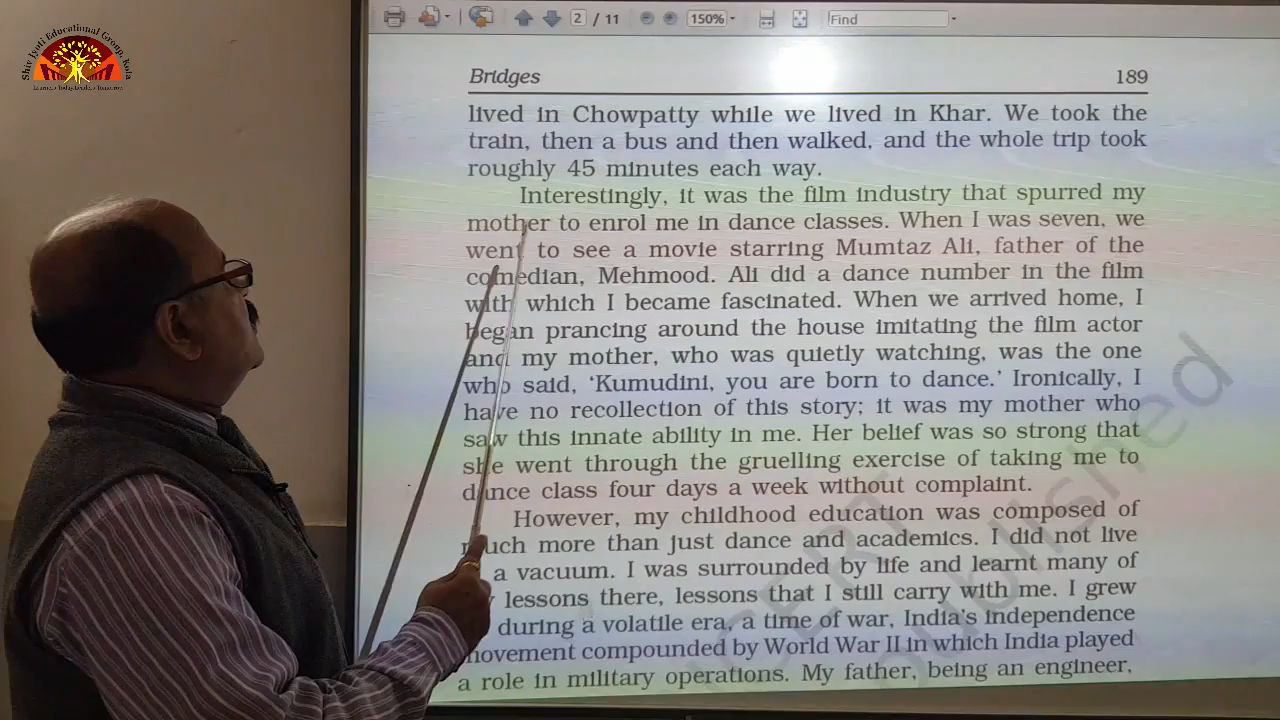 Shiv Jyoti Educational Group, Kota
2 / 11
150%
Find
Bridges 189
lived in Chowpatty while we lived in Khar. We took the
train, then a bus and then walked, and the whole trip took
roughly 45 minutes each way.
Interestingly, it was the film industry that spurred my
mother to enrol me in dance classes. When I was seven, we
went to see a movie starring Mumtaz Ali, father of the
comedian, Mehmood. Ali did a dance number in the film
with which I became fascinated. When we arrived home, I
began prancing around the house imitating the film actor
and my mother, who was quietly watching, was the one
who said, ‘Kumudini, you are born to dance.’ Ironically, I
have no recollection of this story; it was my mother who
saw this innate ability in me. Her belief was so strong that
she went through the gruelling exercise of taking me to
dance class four days a week without complaint.
However, my childhood education was composed of
much more than just dance and academics. I did not live
a vacuum. I was surrounded by life and learnt many of
lessons there, lessons that I still carry with me. I grew
during a volatile era, a time of war, India’s independence
movement compounded by World War II in which India played
a role in military operations. My father, being an engineer,
NCERT
published